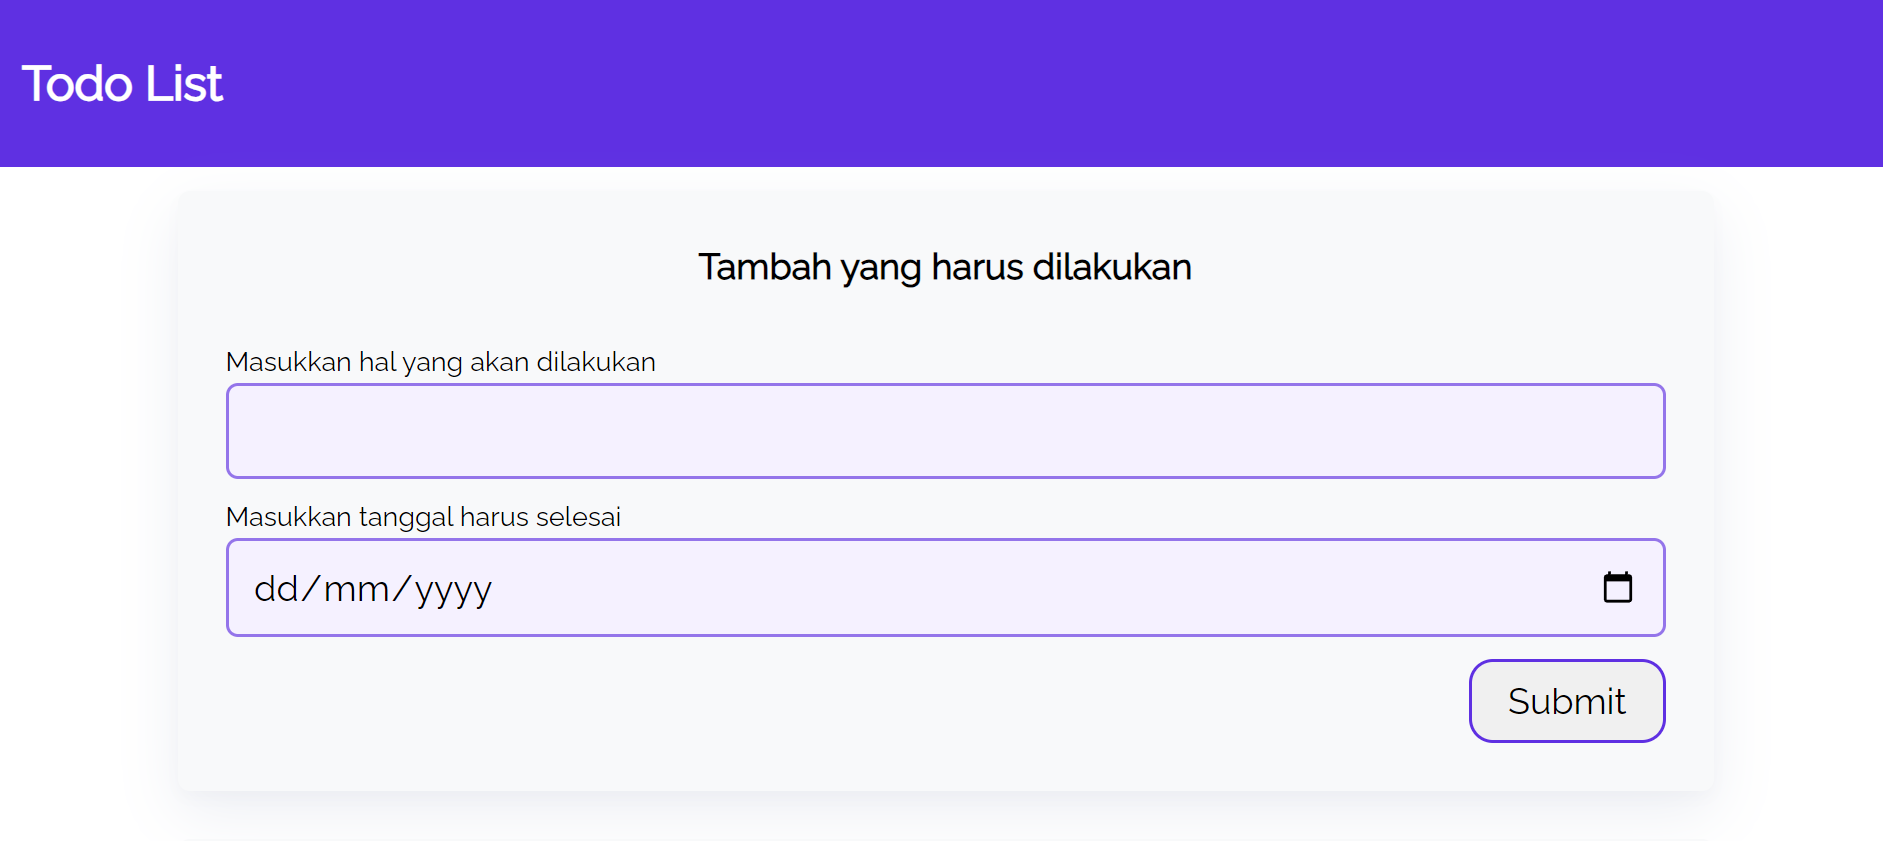 Todo List
Tambah yang harus dilakukan
Masukkan hal yang akan dilakukan
Masukkan tanggal harus selesai
dd/mm/yyyy
Submit